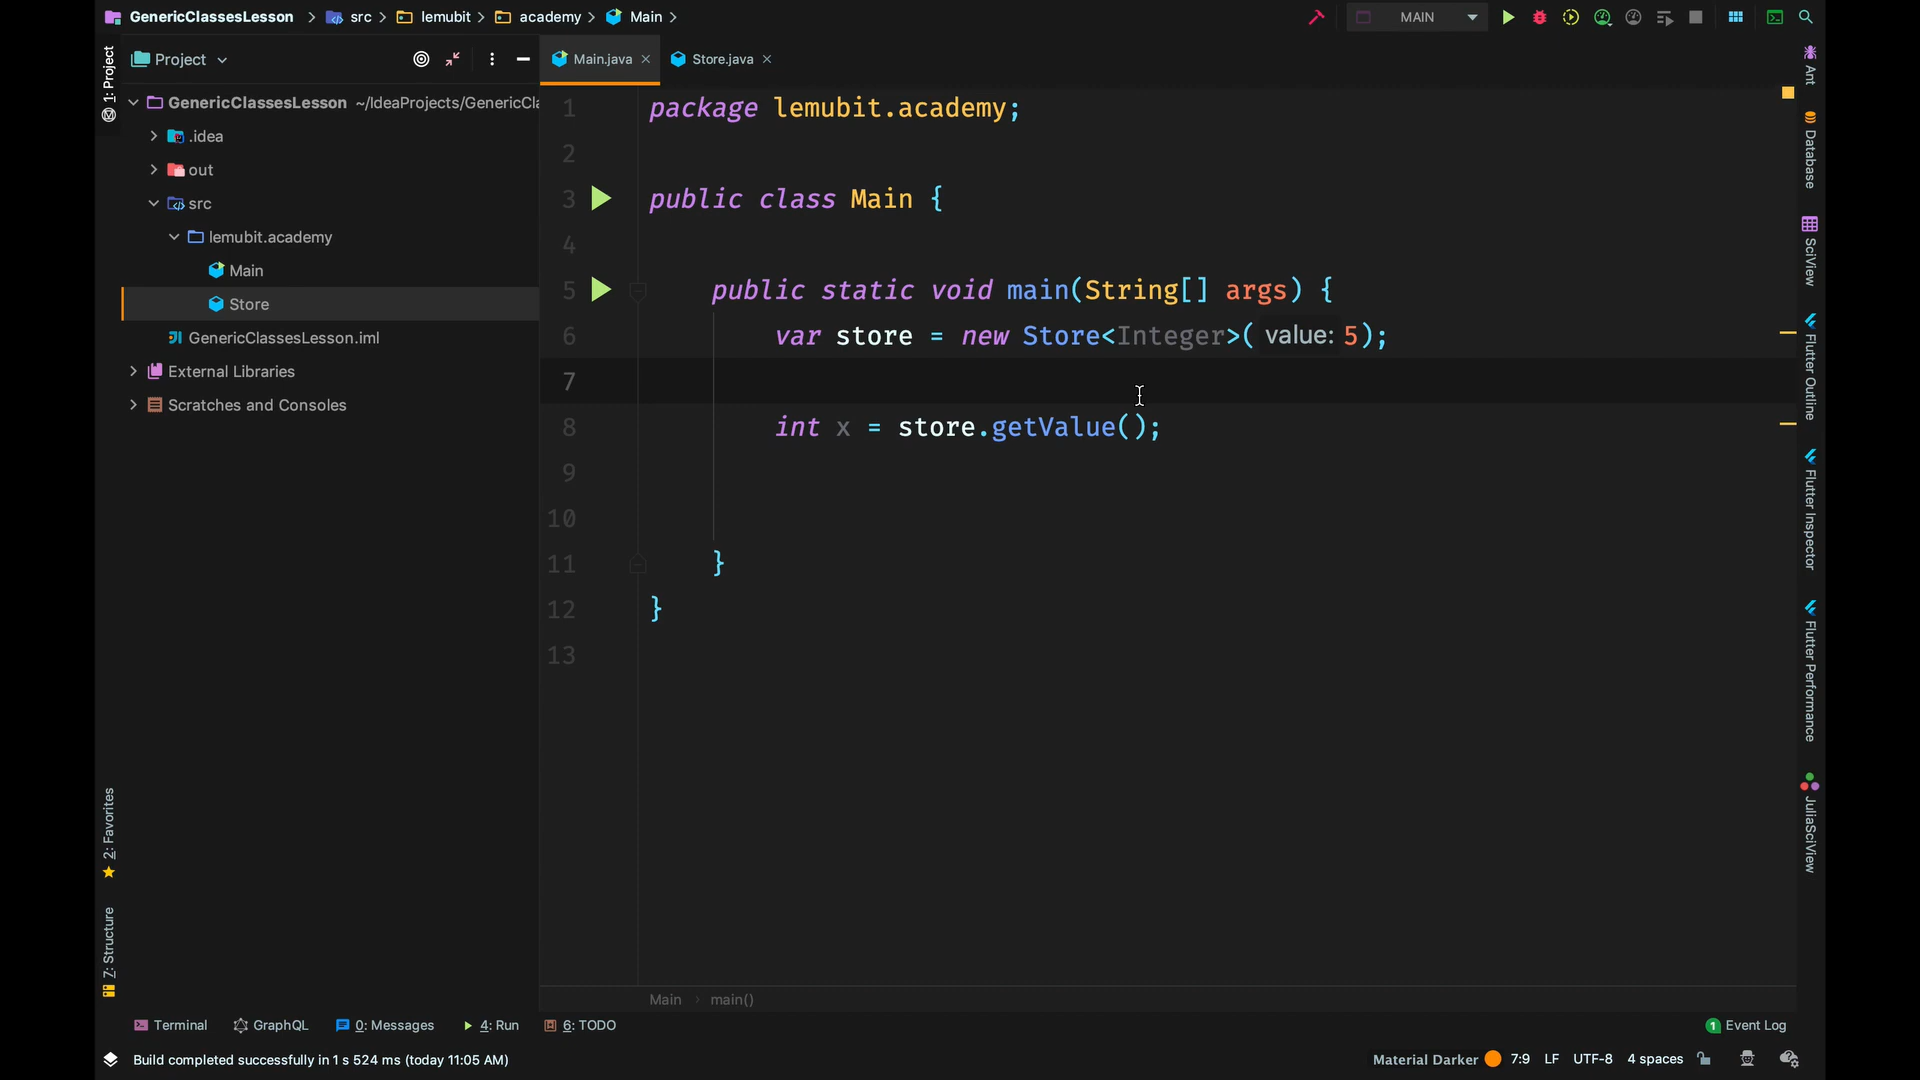 GenericClassesLesson > src > lemubit > academy > Main >
MAIN
Project
Main.java
Store.java
1: Project
GenericClassesLesson ~/IdeaProjects/GenericCla
.idea
out
src
lemubit.academy
Main
Store
GenericClassesLesson.iml
External Libraries
Scratches and Consoles
1 package lemubit.academy;
2
3 public class Main {
4
5 public static void main(String[] args) {
6 var store = new Store<Integer>( value: 5);
7
8 int x = store.getValue();
9
10
11 }
12 }
13
Ant
Database
SciView
Flutter Outline
Flutter Inspector
Flutter Performance
JuliaSciView
2: Favorites
7: Structure
Main > main()
Terminal
GraphQL
0: Messages
4: Run
6: TODO
1 Event Log
Build completed successfully in 1 s 524 ms (today 11:05 AM)
Material Darker
7:9
LF
UTF-8
4 spaces